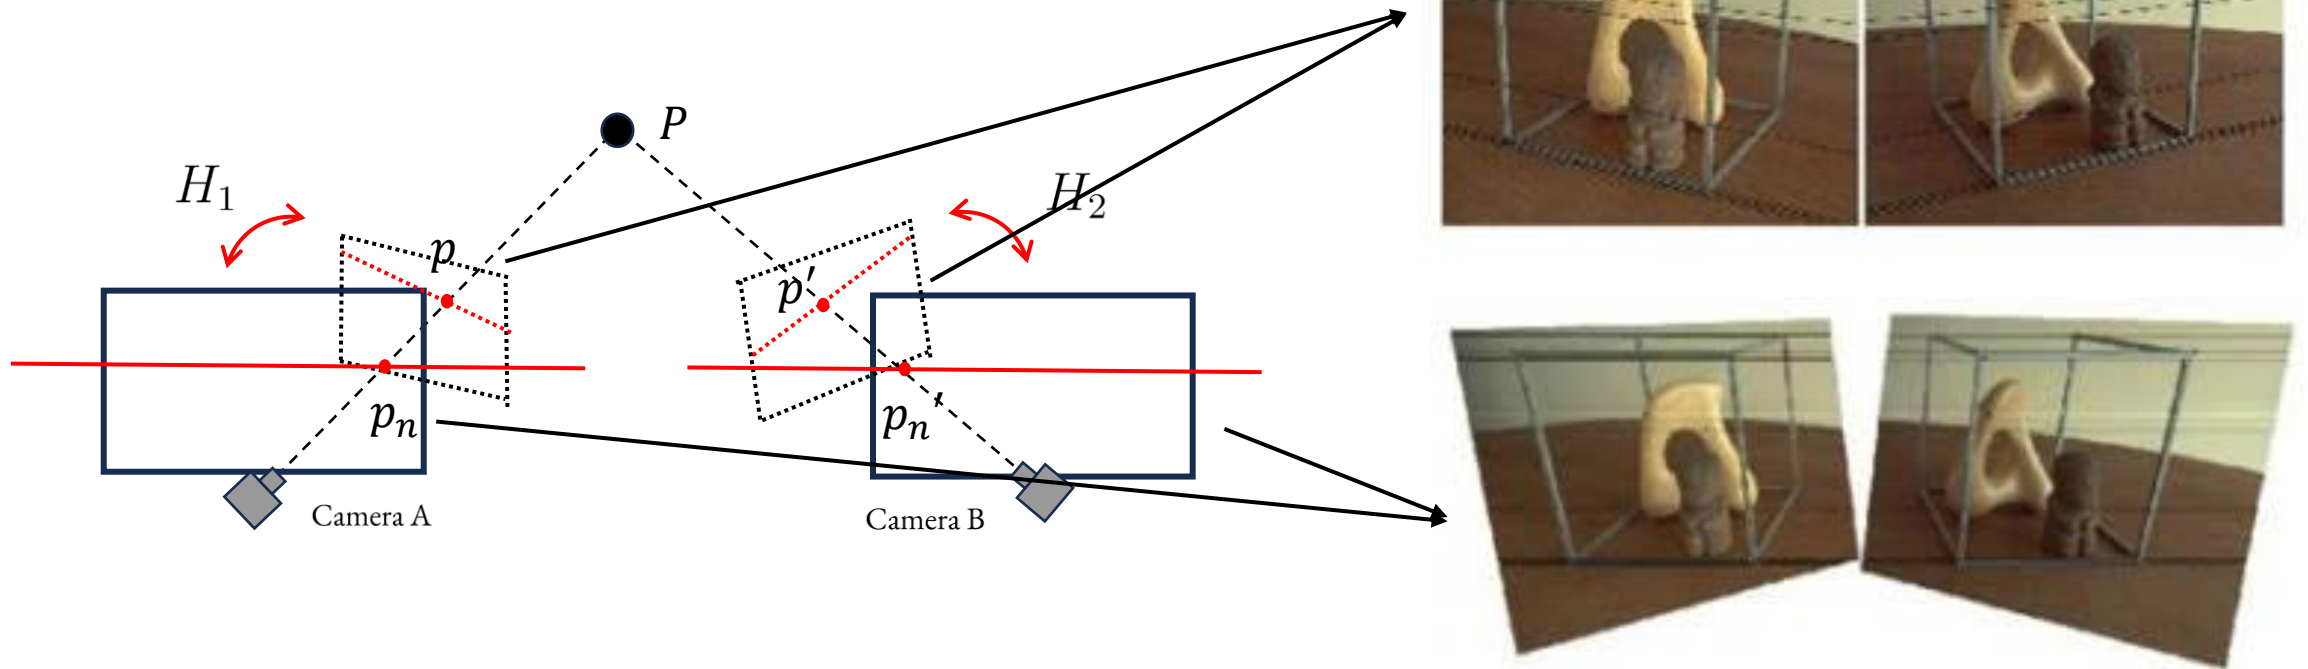 P
H₁
H₂
p
p′
pₙ
pₙ′
Camera A
Camera B